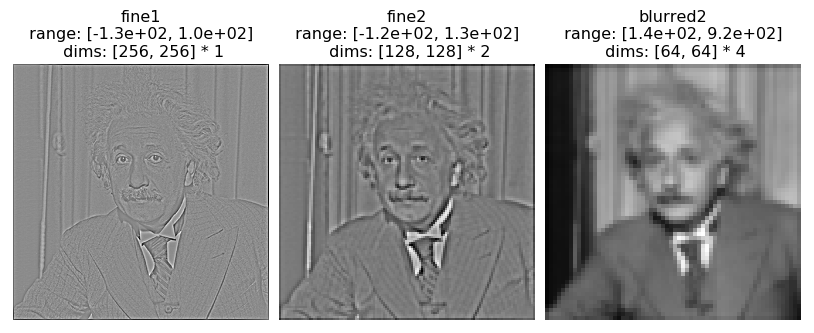 fine1
range: [-1.3e+02, 1.0e+02]
dims: [256, 256] * 1
fine2
range: [-1.2e+02, 1.3e+02]
dims: [128, 128] * 2
blurred2
range: [1.4e+02, 9.2e+02]
dims: [64, 64] * 4